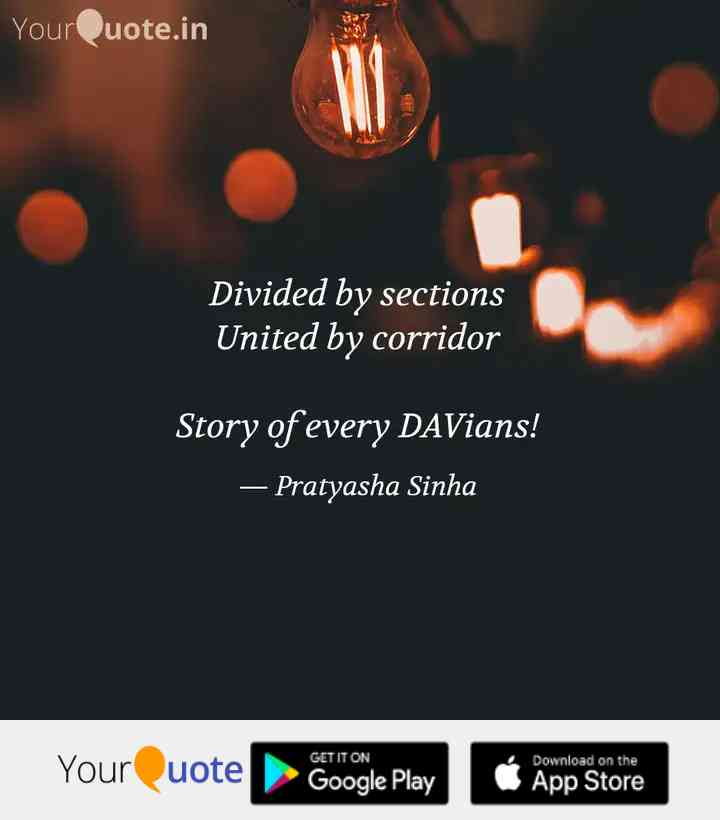 YourQuote.in
Divided by sections
United by corridor
Story of every DAVians!
— Pratyasha Sinha
YourQuote
GET IT ON
Google Play
Download on the
App Store